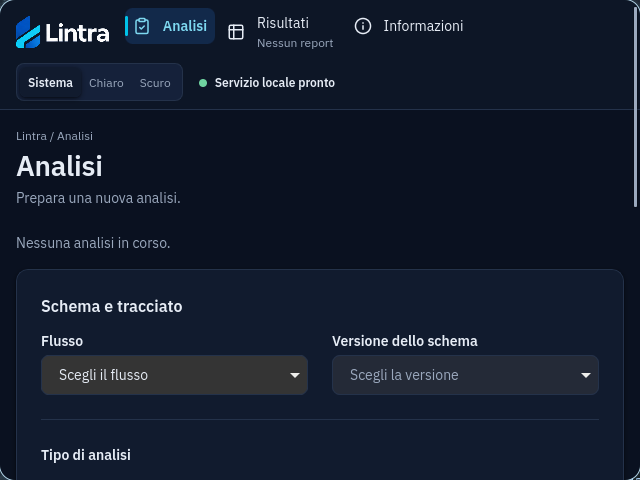 Lintra
Analisi
Risultati
Nessun report
Informazioni
Sistema
Chiaro
Scuro
Servizio locale pronto
Lintra / Analisi
Analisi
Prepara una nuova analisi.
Nessuna analisi in corso.
Schema e tracciato
Flusso
Versione dello schema
Scegli il flusso
Scegli la versione
Tipo di analisi